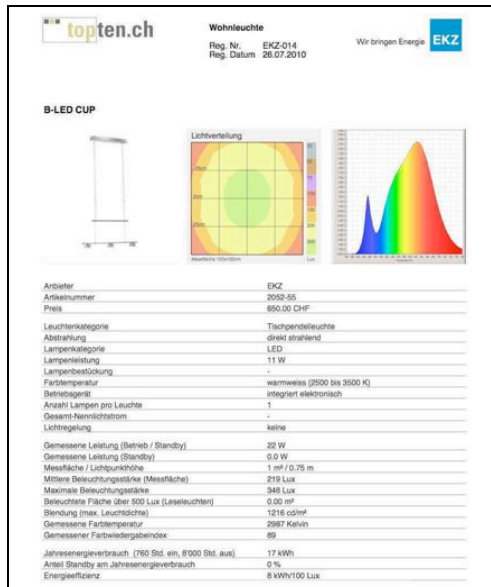 topten.ch
Wohnleuchte
Reg. Nr. EKZ-014
Reg. Datum 26.07.2010
Wir bringen Energie EKZ
B-LED CUP
Lichtverteilung
Messfläche 100x100cm Lux
Anbieter EKZ
Artikelnummer 2052-55
Preis 650.00 CHF
Leuchtenkategorie Tischpendelleuchte
Abstrahlung direkt strahlend
Lampenkategorie LED
Lampenleistung 11 W
Lampenbestückung -
Farbtemperatur warmweiss (2500 bis 3500 K)
Betriebsgerät integriert elektronisch
Anzahl Lampen pro Leuchte 1
Gesamt-Nennlichtstrom -
Lichtregelung keine
Gemessene Leistung (Betrieb / Standby) 22 W
Gemessene Leistung (Standby) 0.0 W
Messfläche / Lichtpunkthöhe 1 m² / 0.75 m
Mittlere Beleuchtungsstärke (Messfläche) 219 Lux
Maximale Beleuchtungsstärke 348 Lux
Beleuchtete Fläche über 500 Lux (Leseleuchten) 0.00 m²
Blendung (max. Leuchtdichte) 1216 cd/m²
Gemessene Farbtemperatur 2987 Kelvin
Gemessener Farbwiedergabeindex 89
Jahresenergieverbrauch (760 Std. ein, 8'000 Std. aus) 17 kWh
Anteil Standby am Jahresenergieverbrauch 0 %
Energieeffizienz 8 kWh/100 Lux